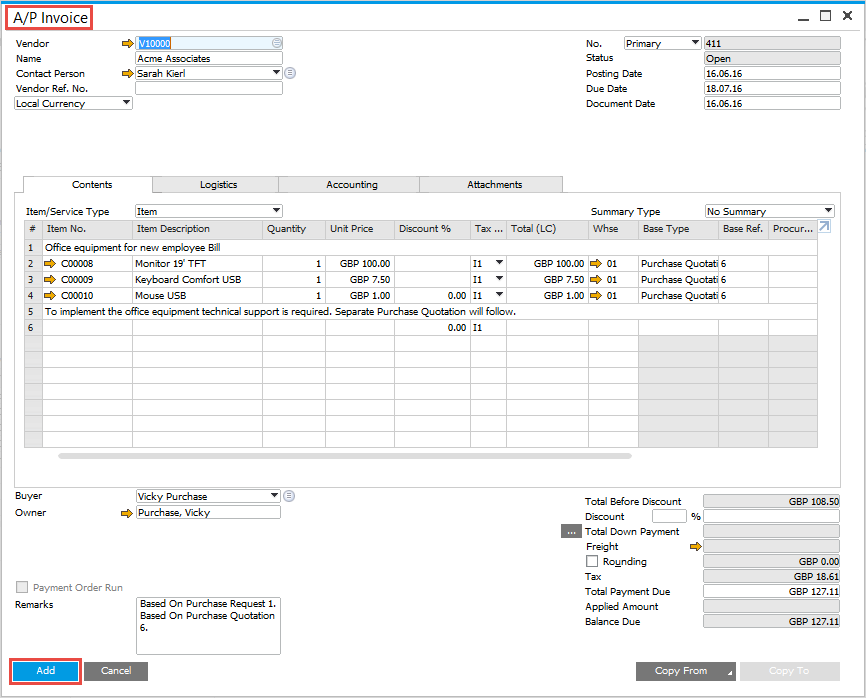 A/P Invoice
Vendor V10000 No. Primary 411
Name Acme Associates Status Open
Contact Person Sarah Kierl Posting Date 16.06.16
Vendor Ref. No. Due Date 18.07.16
Local Currency Document Date 16.06.16
Contents Logistics Accounting Attachments
Item/Service Type Item Summary Type No Summary
# Item No. Item Description Quantity Unit Price Discount % Tax ... Total (LC) Whse Base Type Base Ref. Procur...
1 Office equipment for new employee Bill
2 C00008 Monitor 19' TFT 1 GBP 100.00 I1 GBP 100.00 01 Purchase Quotati 6
3 C00009 Keyboard Comfort USB 1 GBP 7.50 I1 GBP 7.50 01 Purchase Quotati 6
4 C00010 Mouse USB 1 GBP 1.00 0.00 I1 GBP 1.00 01 Purchase Quotati 6
5 To implement the office equipment technical support is required. Separate Purchase Quotation will follow.
6 0.00 I1
Buyer Vicky Purchase
Owner Purchase, Vicky
Total Before Discount GBP 108.50
Discount %
... Total Down Payment
Freight
Rounding GBP 0.00
Tax GBP 18.61
Total Payment Due GBP 127.11
Applied Amount
Balance Due GBP 127.11
Payment Order Run
Remarks Based On Purchase Request 1.
Based On Purchase Quotation
6.
Add Cancel Copy From Copy To